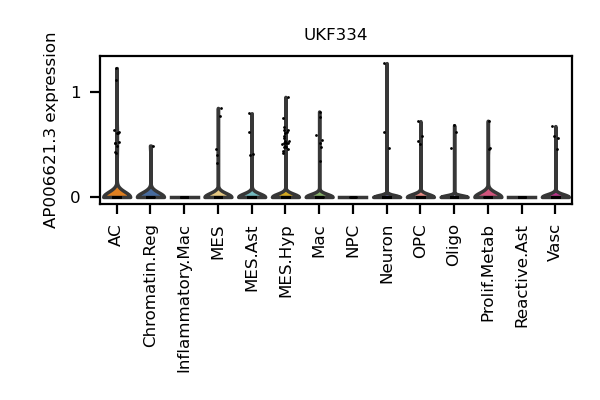 UKF334
AP006621.3 expression
1
0
AC
Chromatin.Reg
Inflammatory.Mac
MES
MES.Ast
MES.Hyp
Mac
NPC
Neuron
OPC
Oligo
Prolif.Metab
Reactive.Ast
Vasc